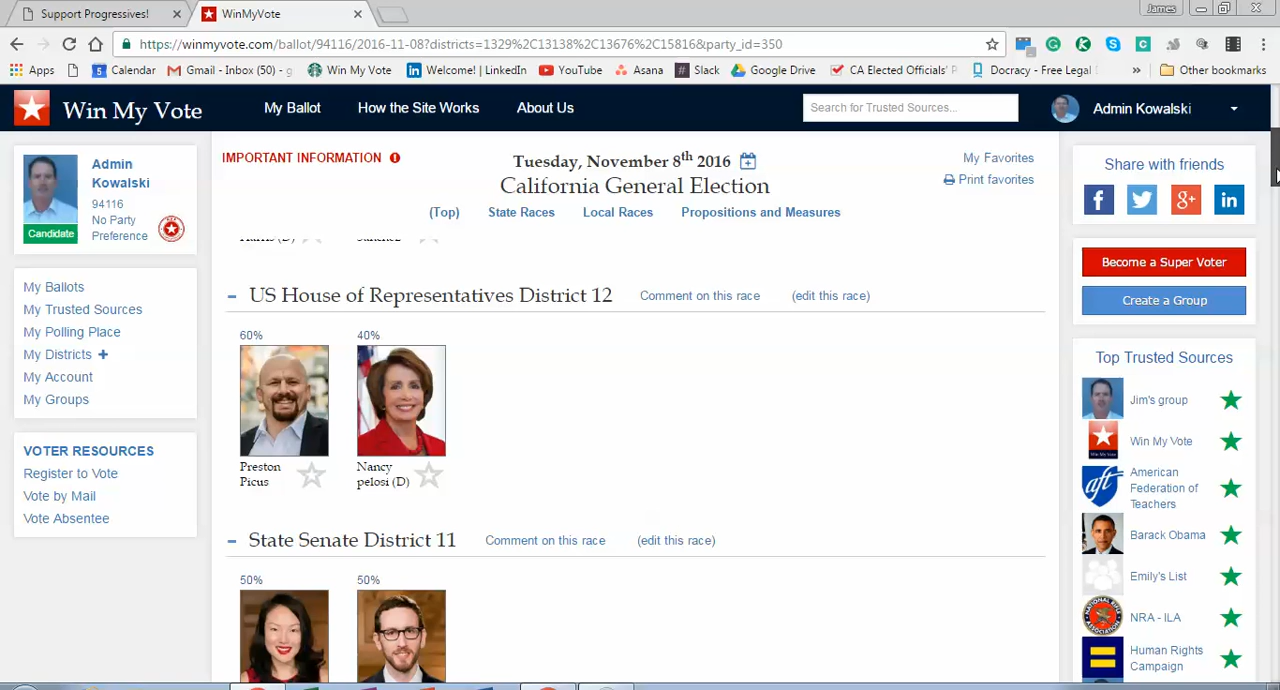 Support Progressives!
WinMyVote
James
https://winmyvote.com/ballot/94116/2016-11-08?districts=1329%2C13138%2C13676%2C15816&party_id=350
Apps
Calendar
Gmail - Inbox (50) - g
Win My Vote
Welcome! | LinkedIn
YouTube
Asana
Slack
Google Drive
CA Elected Officials' P
Docracy - Free Legal
»
Other bookmarks
Win My Vote
My Ballot
How the Site Works
About Us
Search for Trusted Sources...
Admin Kowalski
Admin
Kowalski
94116
No Party
Preference
Candidate
My Ballots
My Trusted Sources
My Polling Place
My Districts +
My Account
My Groups
VOTER RESOURCES
Register to Vote
Vote by Mail
Vote Absentee
IMPORTANT INFORMATION
Tuesday, November 8th 2016
California General Election
(Top)
State Races
Local Races
Propositions and Measures
My Favorites
Print favorites
Harris (D)
Sanchez
US House of Representatives District 12
Comment on this race
(edit this race)
60%
40%
Preston
Picus
Nancy
pelosi (D)
State Senate District 11
Comment on this race
(edit this race)
50%
50%
Share with friends
Become a Super Voter
Create a Group
Top Trusted Sources
Jim's group
Win My Vote
American
Federation of
Teachers
Barack Obama
Emily's List
NRA - ILA
Human Rights
Campaign